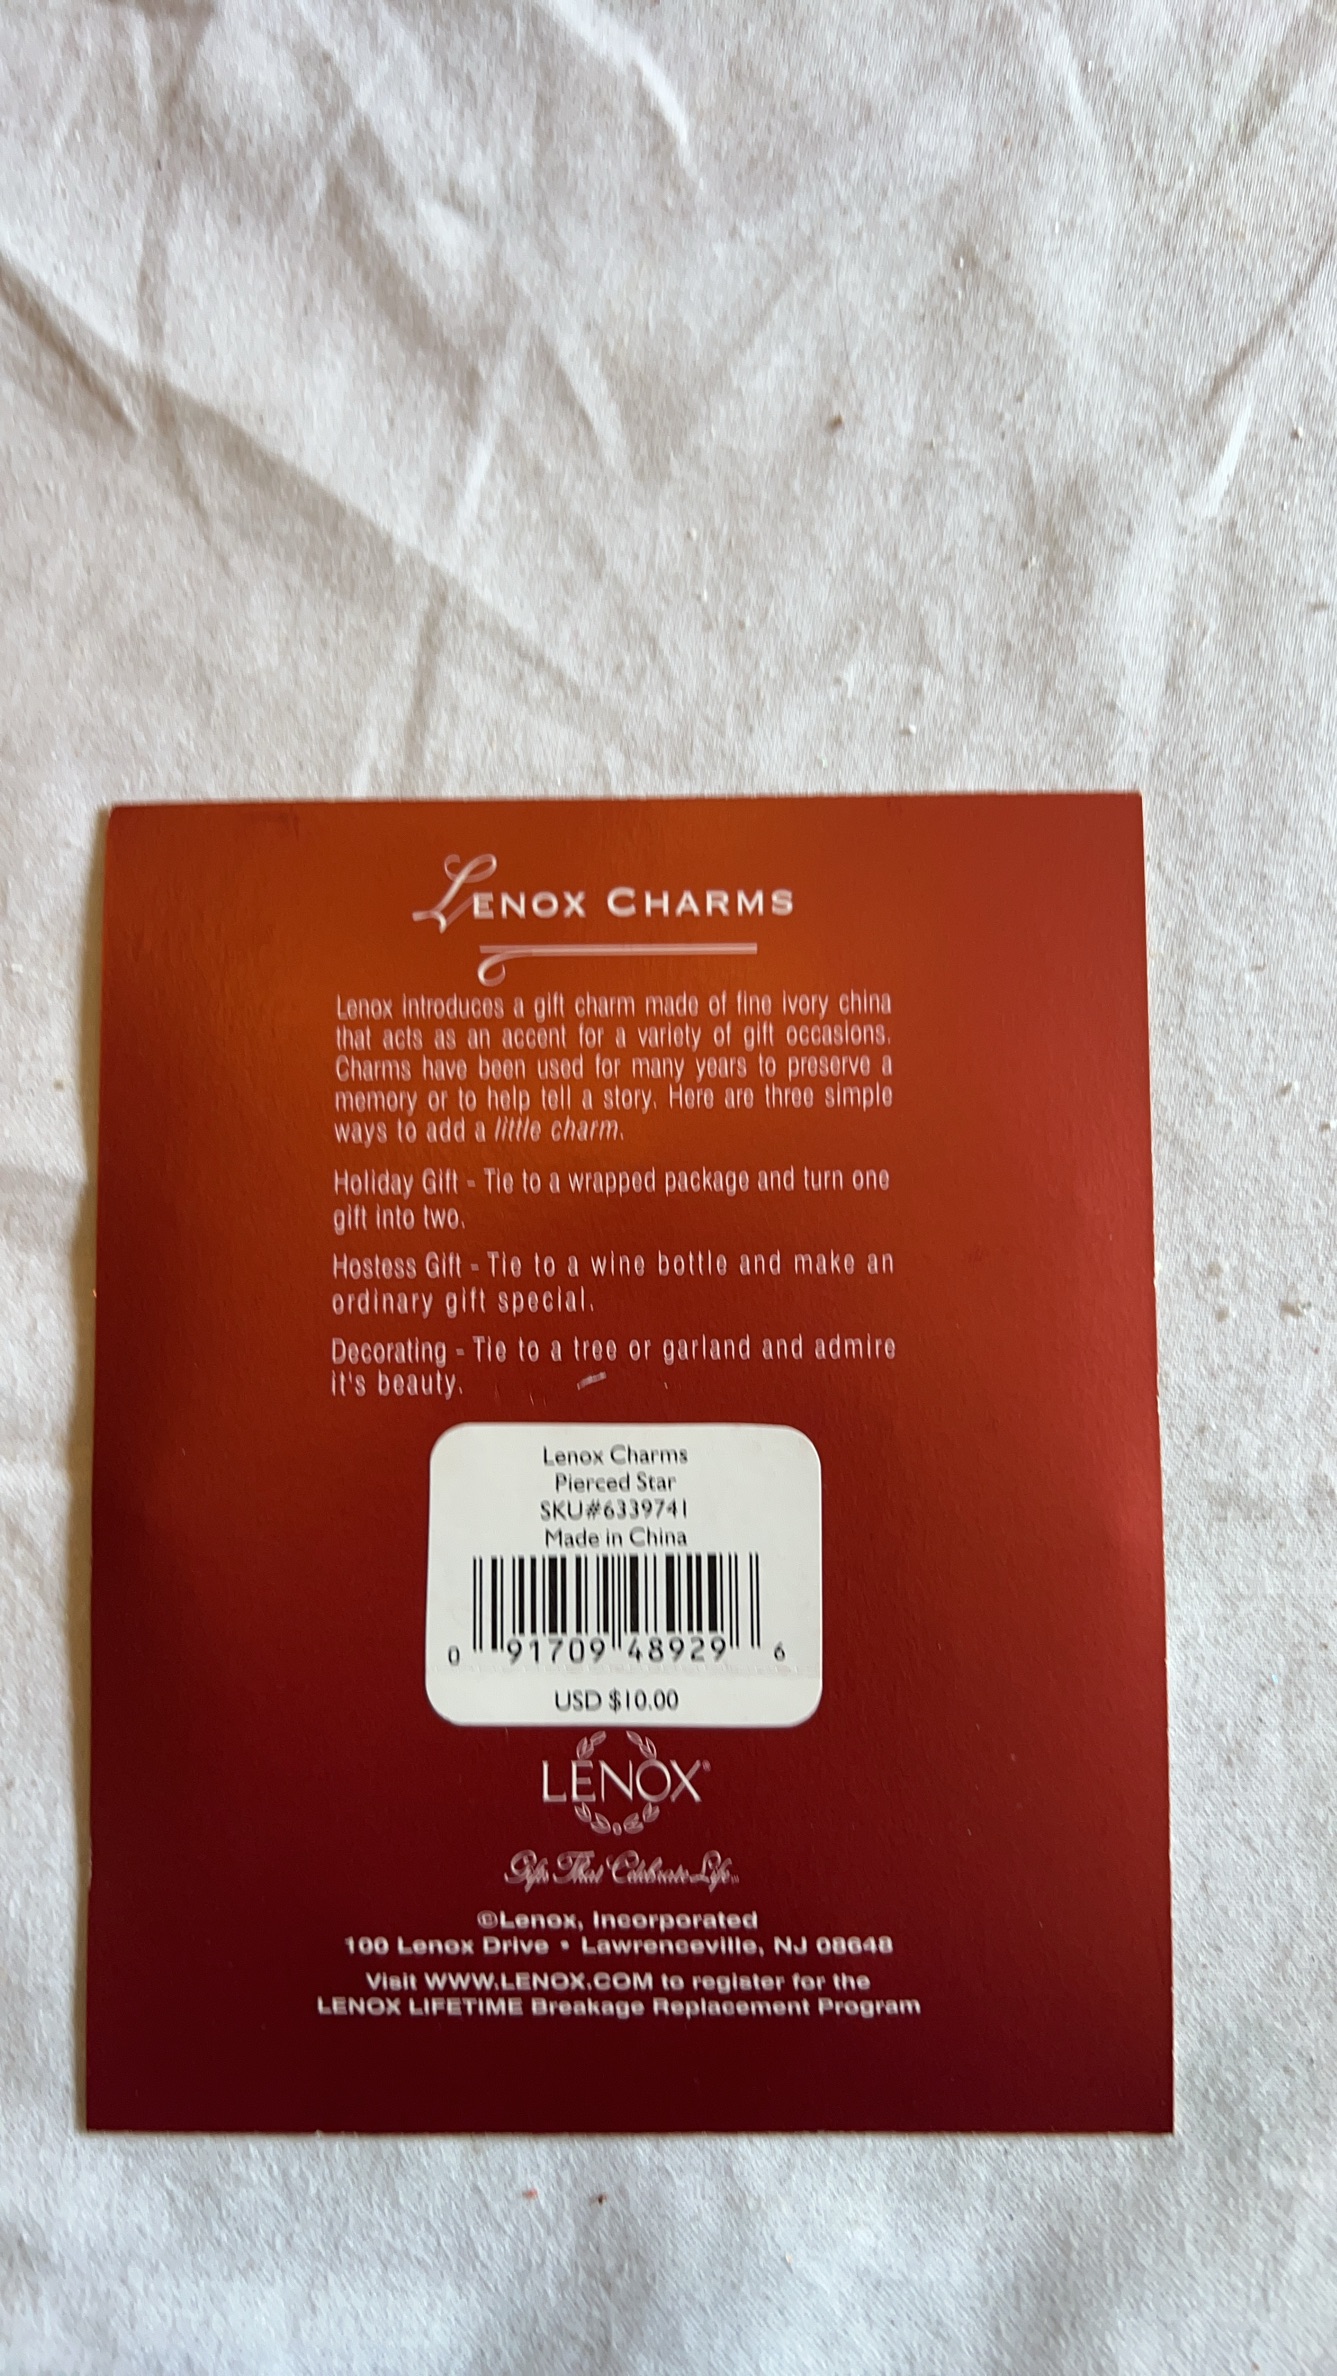 LENOX CHARMS
Lenox introduces a gift charm made of fine ivory china
that acts as an accent for a variety of gift occasions.
Charms have been used for many years to preserve a
memory or to help tell a story. Here are three simple
ways to add a little charm.
Holiday Gift - Tie to a wrapped package and turn one
gift into two.
Hostess Gift - Tie to a wine bottle and make an
ordinary gift special.
Decorating - Tie to a tree or garland and admire
it's beauty.
Lenox Charms
Pierced Star
SKU#6339741
Made in China
0 91709 48929 6
USD $10.00
LENOX®
Gifts That Celebrate Life™
©Lenox, Incorporated
100 Lenox Drive • Lawrenceville, NJ 08648
Visit WWW.LENOX.COM to register for the
LENOX LIFETIME Breakage Replacement Program